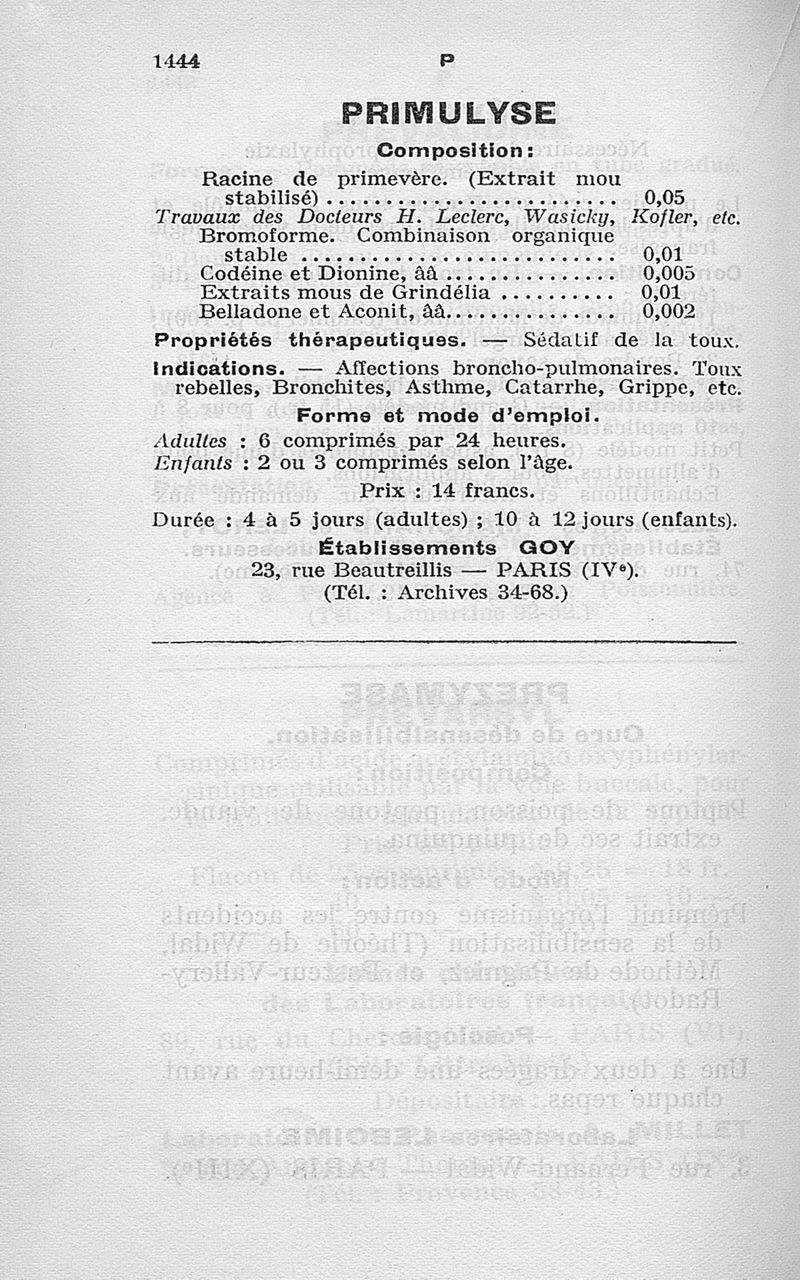 1444
P
PRIMULYSE
Composition:
Racine de primevère. (Extrait mou
stabilisé) ........................ 0,05
Travaux des Docteurs H. Leclerc, Wasicky, Kofler, etc.
Bromoforme. Combinaison organique
stable .......................... 0,01
Codéine et Dionine, ââ .............. 0,005
Extraits mous de Grindélia .......... 0,01
Belladone et Aconit, ââ............... 0,002
Propriétés thérapeutiques. — Sédatif de la toux.
Indications. — Affections broncho-pulmonaires. Toux
rebelles, Bronchites, Asthme, Catarrhe, Grippe, etc.
Forme et mode d'emploi.
Adultes : 6 comprimés par 24 heures.
Enfants : 2 ou 3 comprimés selon l'âge.
Prix : 14 francs.
Durée : 4 à 5 jours (adultes) ; 10 à 12 jours (enfants).
Établissements GOY
23, rue Beautreillis — PARIS (IVe).
(Tél. : Archives 34-68.)